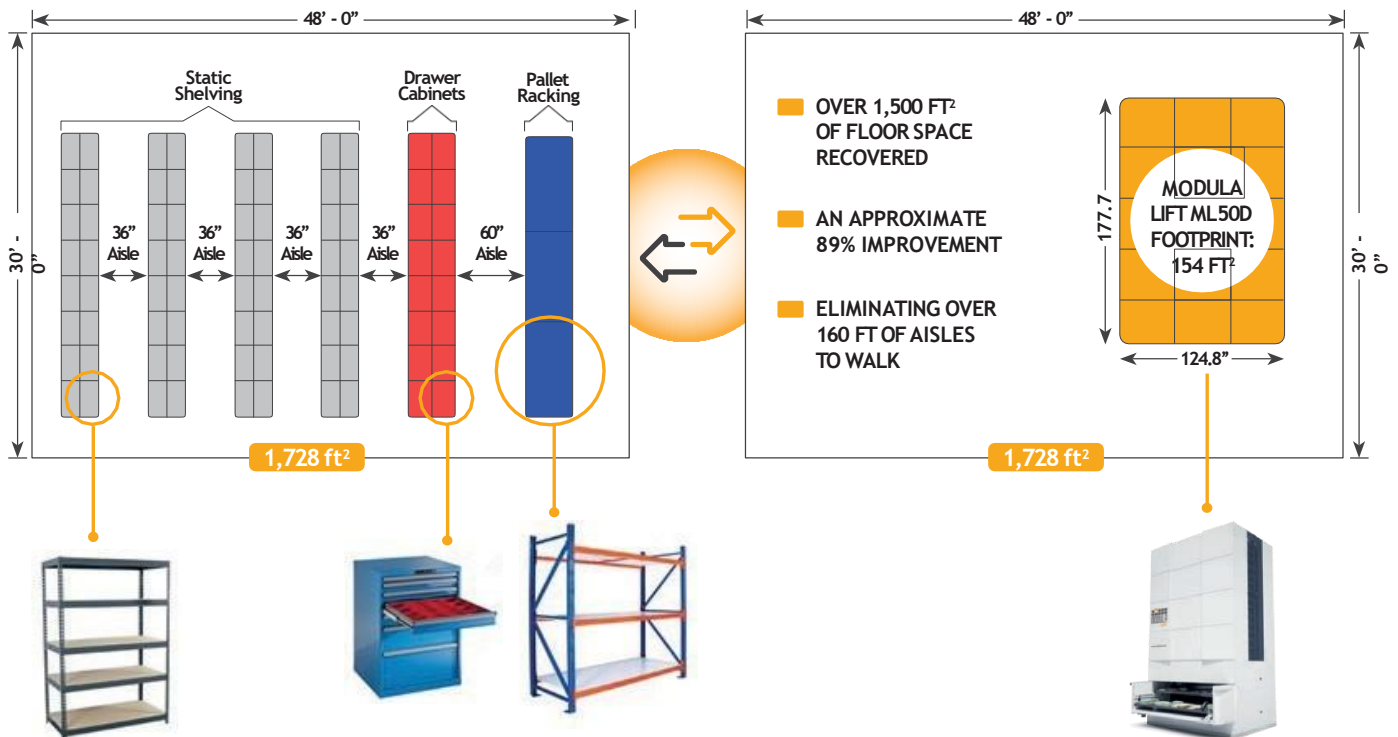 48' - 0”
30' -
0”
Static
Shelving
Drawer
Cabinets
Pallet
Racking
36”
Aisle
36”
Aisle
36”
Aisle
36”
Aisle
60”
Aisle
1,728 ft²
48' - 0”
30' -
0”
OVER 1,500 FT²
OF FLOOR SPACE
RECOVERED
AN APPROXIMATE
89% IMPROVEMENT
ELIMINATING OVER
160 FT OF AISLES
TO WALK
177.7
MODULA
LIFT ML50D
FOOTPRINT:
154 FT²
124.8”
1,728 ft²